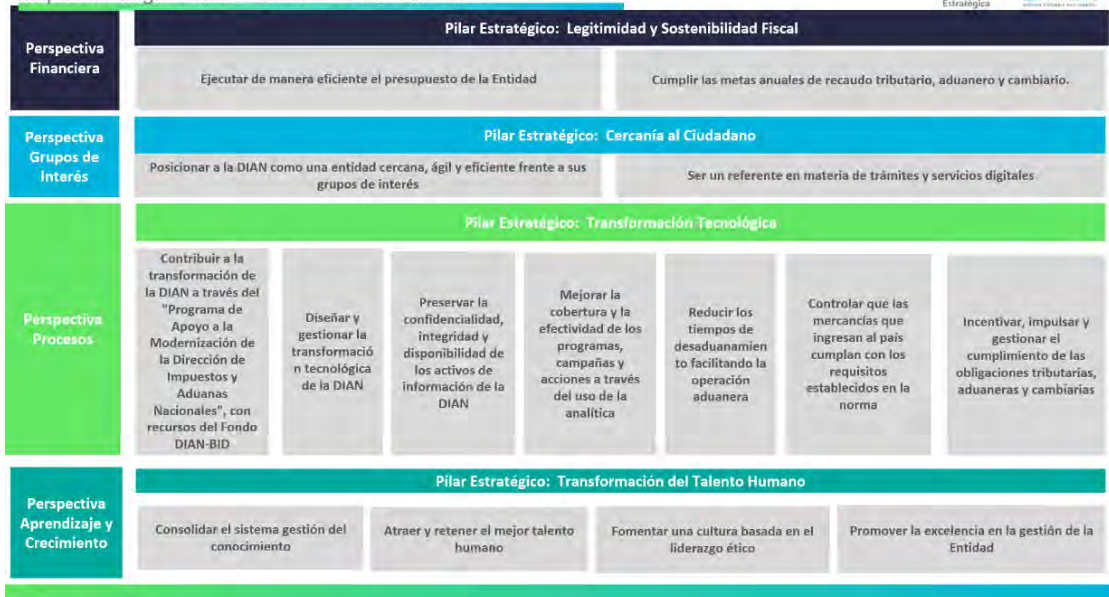 Estratégica
Perspectiva
Financiera
Pilar Estratégico: Legitimidad y Sostenibilidad Fiscal
Ejecutar de manera eficiente el presupuesto de la Entidad
Cumplir las metas anuales de recaudo tributario, aduanero y cambiario.
Perspectiva
Grupos de
Interés
Pilar Estratégico: Cercanía al Ciudadano
Posicionar a la DIAN como una entidad cercana, ágil y eficiente frente a sus
grupos de interés
Ser un referente en materia de trámites y servicios digitales
Perspectiva
Procesos
Pilar Estratégico: Transformación Tecnológica
Contribuir a la
transformación de
la DIAN a través del
"Programa de
Apoyo a la
Modernización de
la Dirección de
Impuestos y
Aduanas
Nacionales", con
recursos del Fondo
DIAN-BID
Diseñar y
gestionar la
transformació
n tecnológica
de la DIAN
Preservar la
confidencialidad,
integridad y
disponibilidad de
los activos de
información de la
DIAN
Mejorar la
cobertura y la
efectividad de los
programas,
campañas y
acciones a través
del uso de la
analítica
Reducir los
tiempos de
desaduanamien
to facilitando la
operación
aduanera
Controlar que las
mercancías que
ingresan al país
cumplan con los
requisitos
establecidos en la
norma
Incentivar, impulsar y
gestionar el
cumplimiento de las
obligaciones tributarias,
aduaneras y cambiarias
Perspectiva
Aprendizaje y
Crecimiento
Pilar Estratégico: Transformación del Talento Humano
Consolidar el sistema gestión del
conocimiento
Atraer y retener el mejor talento
humano
Fomentar una cultura basada en el
liderazgo ético
Promover la excelencia en la gestión de la
Entidad